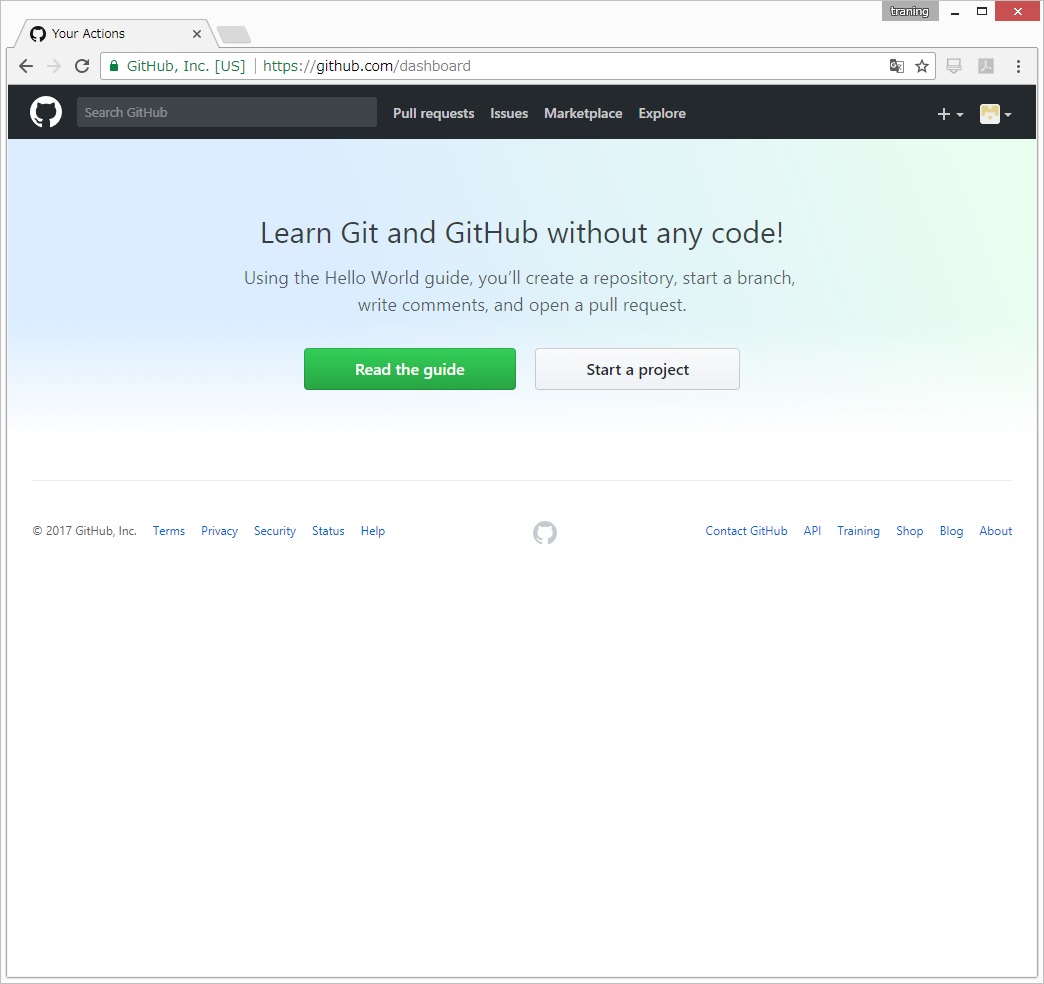 traning
Your Actions
GitHub, Inc. [US] https://github.com/dashboard
Search GitHub Pull requests Issues Marketplace Explore
Learn Git and GitHub without any code!
Using the Hello World guide, you’ll create a repository, start a branch,
write comments, and open a pull request.
Read the guide Start a project
© 2017 GitHub, Inc. Terms Privacy Security Status Help Contact GitHub API Training Shop Blog About